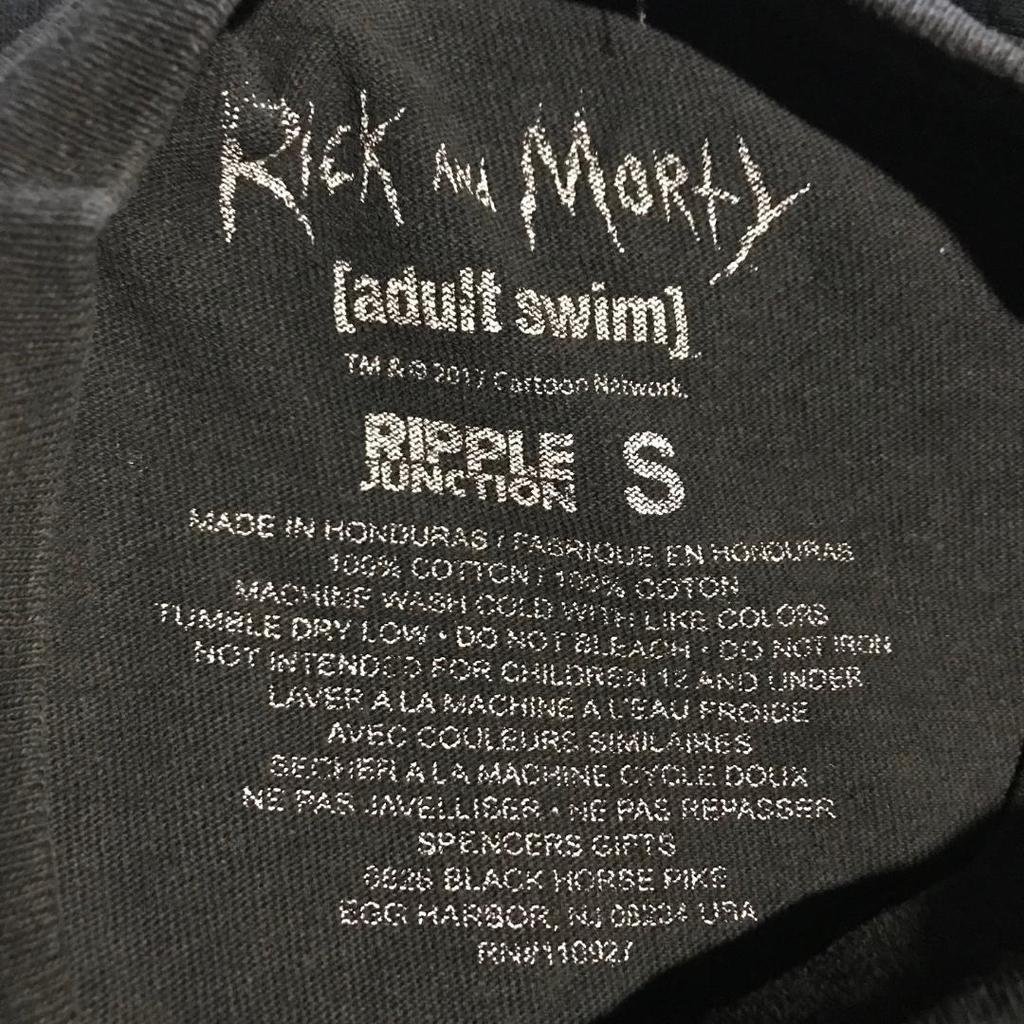 Rick and Morty
[adult swim]
TM & © 2017 Cartoon Network.
RIPPLE
JUNCTION
S
MADE IN HONDURAS / FABRIQUE EN HONDURAS
100% COTTON / 100% COTON
MACHINE WASH COLD WITH LIKE COLORS
TUMBLE DRY LOW • DO NOT BLEACH • DO NOT IRON
NOT INTENDED FOR CHILDREN 12 AND UNDER
LAVER A LA MACHINE A L'EAU FROIDE
AVEC COULEURS SIMILAIRES
SECHER A LA MACHINE CYCLE DOUX
NE PAS JAVELLISER • NE PAS REPASSER
SPENCERS GIFTS
6826 BLACK HORSE PIKE
EGG HARBOR, NJ 08234 USA